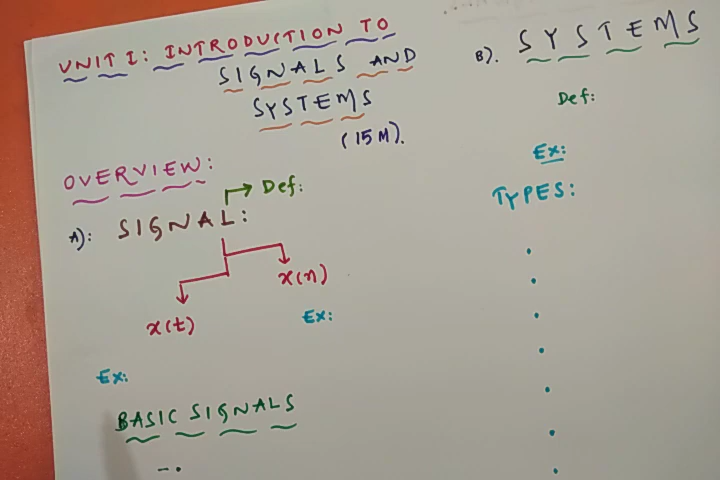 UNIT I: INTRODUCTION TO
SIGNALS AND
SYSTEMS
(15M).
OVERVIEW:
Def:
A): SIGNAL:
x(n)
x(t)
Ex:
Ex:
BASIC SIGNALS
B). SYSTEMS
Def:
Ex:
TYPES: